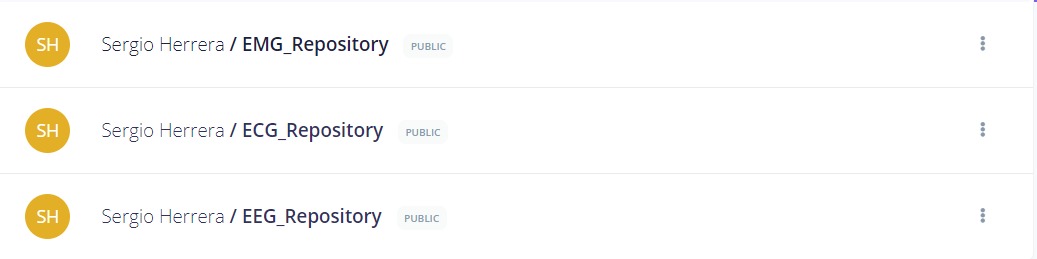 SH Sergio Herrera / EMG_Repository PUBLIC
SH Sergio Herrera / ECG_Repository PUBLIC
SH Sergio Herrera / EEG_Repository PUBLIC